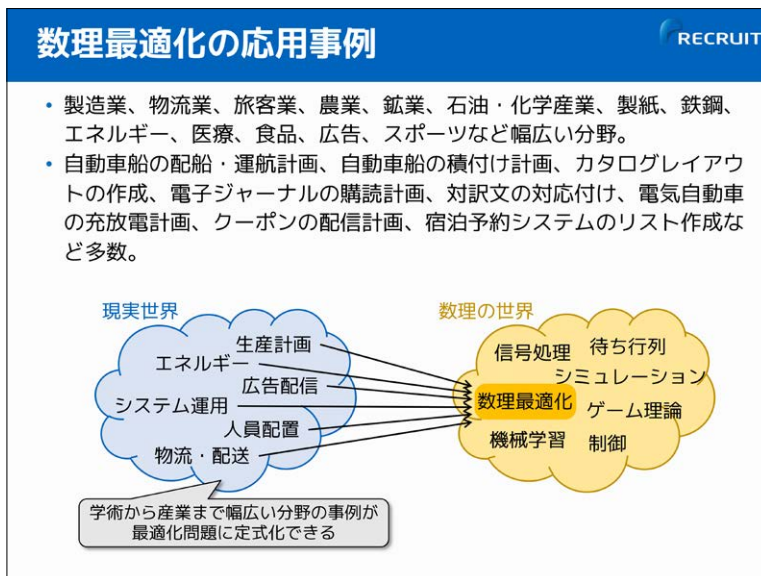 数理最適化の応用事例
RECRUIT
• 製造業、物流業、旅客業、農業、鉱業、石油・化学産業、製紙、鉄鋼、
エネルギー、医療、食品、広告、スポーツなど幅広い分野。
• 自動車船の配船・運航計画、自動車船の積付け計画、カタログレイアウ
トの作成、電子ジャーナルの購読計画、対訳文の対応付け、電気自動車
の充放電計画、クーポンの配信計画、宿泊予約システムのリスト作成な
ど多数。
現実世界
生産計画
エネルギー
広告配信
システム運用
人員配置
物流・配送
学術から産業まで幅広い分野の事例が
最適化問題に定式化できる
数理の世界
信号処理
待ち行列
シミュレーション
数理最適化
ゲーム理論
機械学習
制御